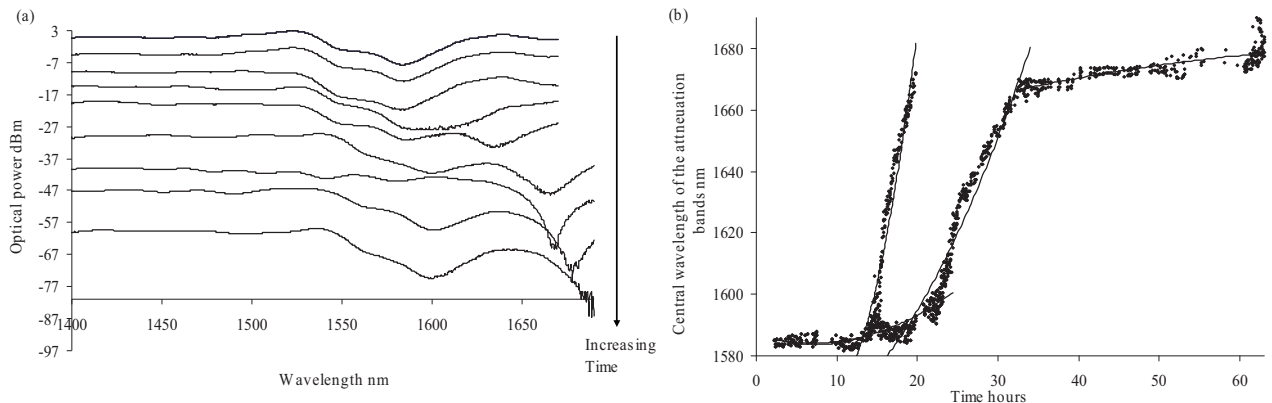 (a)
3
-7
-17
-27
-37
-47
-57
-67
-77
-87
-97
Optical power dBm
1400 1450 1500 1550 1600 1650
Wavelength nm
Increasing
Time
(b)
1680
1660
1640
1620
1600
1580
Central wavelength of the attneuation
bands nm
0 10 20 30 40 50 60
Time hours